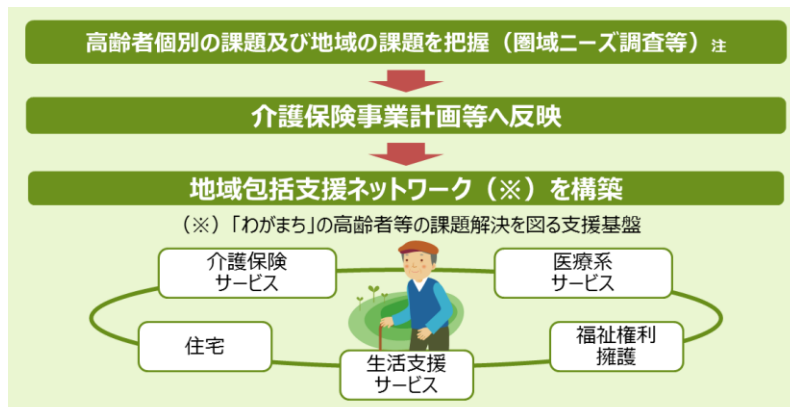 高齢者個別の課題及び地域の課題を把握（圏域ニーズ調査等）注
介護保険事業計画等へ反映
地域包括支援ネットワーク（※）を構築
（※）「わがまち」の高齢者等の課題解決を図る支援基盤
介護保険
サービス
医療系
サービス
住宅
福祉権利
擁護
生活支援
サービス